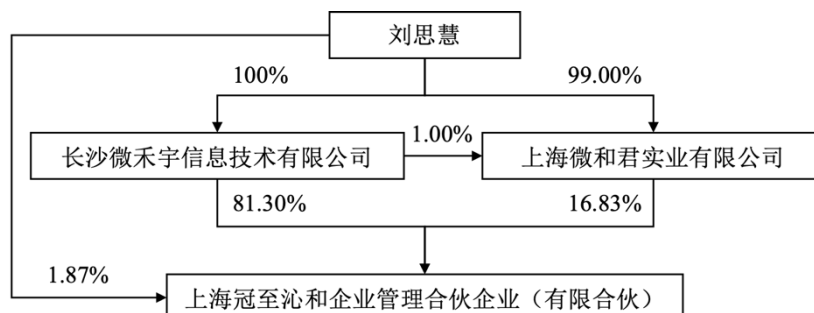 刘思慧
100%
99.00%
长沙微禾宇信息技术有限公司
1.00%
上海微和君实业有限公司
81.30%
16.83%
1.87%
上海冠至沁和企业管理合伙企业（有限合伙）